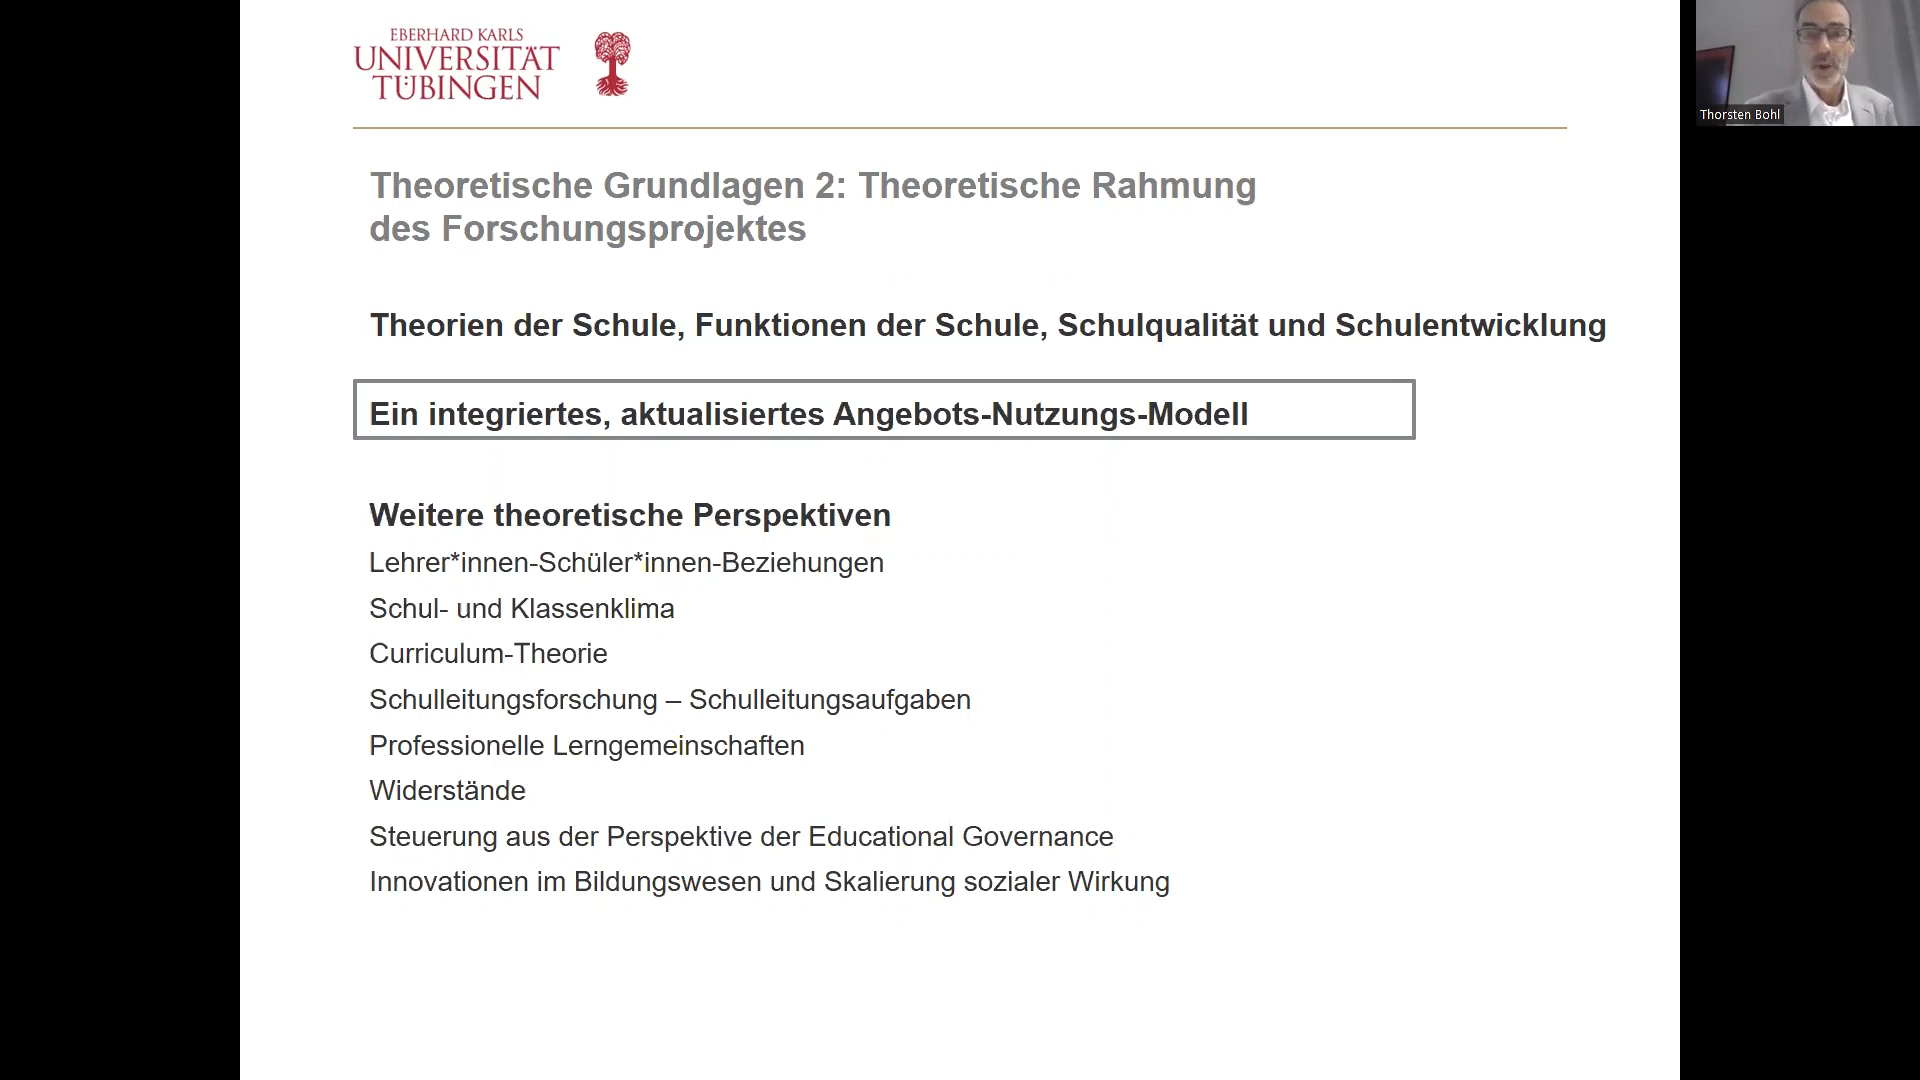 EBERHARD KARLS
UNIVERSITÄT
TÜBINGEN
Thorsten Bohl
Theoretische Grundlagen 2: Theoretische Rahmung
des Forschungsprojektes
Theorien der Schule, Funktionen der Schule, Schulqualität und Schulentwicklung
Ein integriertes, aktualisiertes Angebots-Nutzungs-Modell
Weitere theoretische Perspektiven
Lehrer*innen-Schüler*innen-Beziehungen
Schul- und Klassenklima
Curriculum-Theorie
Schulleitungsforschung – Schulleitungsaufgaben
Professionelle Lerngemeinschaften
Widerstände
Steuerung aus der Perspektive der Educational Governance
Innovationen im Bildungswesen und Skalierung sozialer Wirkung